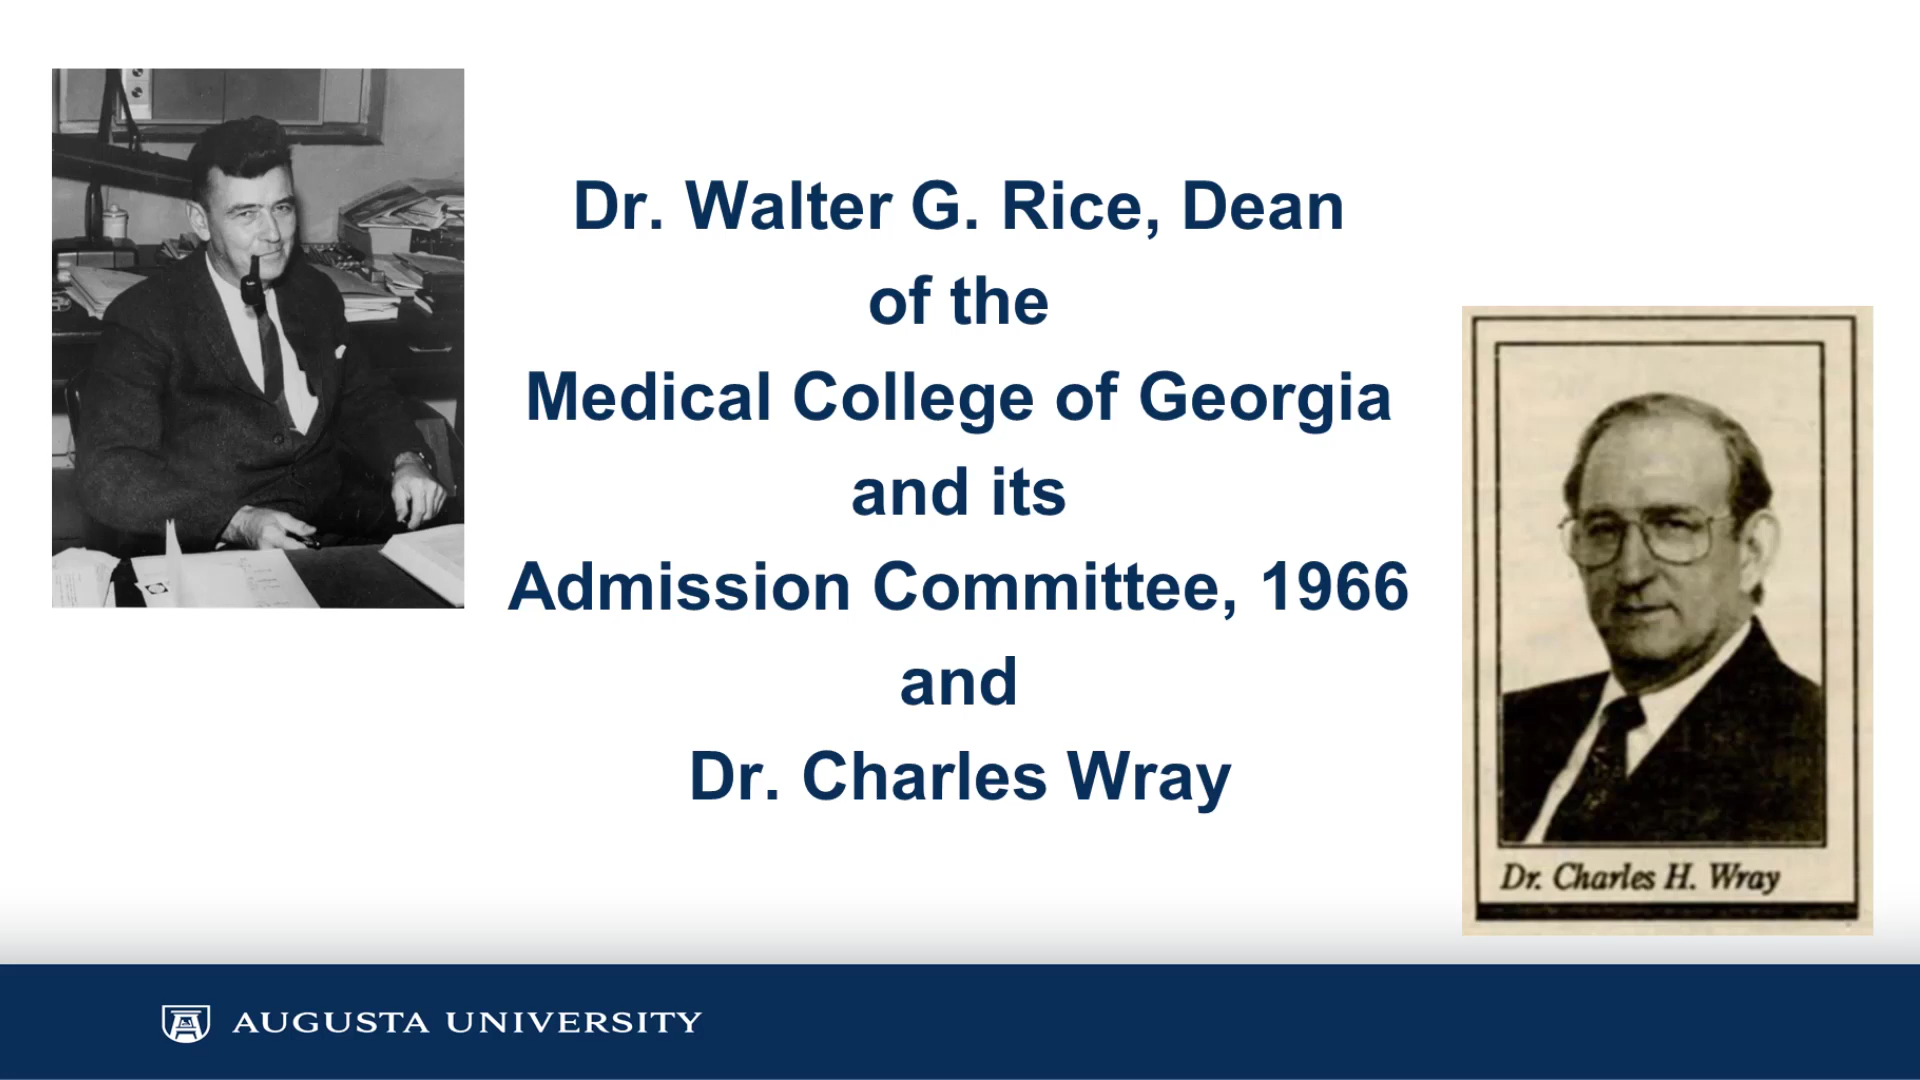 Dr. Walter G. Rice, Dean
of the
Medical College of Georgia
and its
Admission Committee, 1966
and
Dr. Charles Wray
Dr. Charles H. Wray
AUGUSTA UNIVERSITY